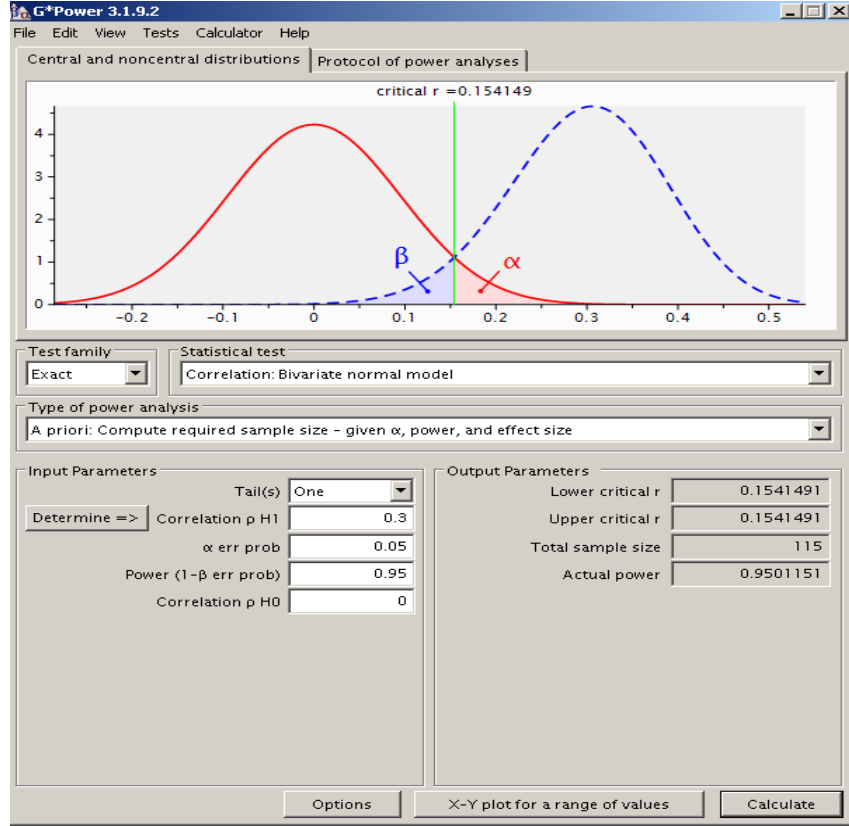 G*Power 3.1.9.2
File Edit View Tests Calculator Help
Central and noncentral distributions Protocol of power analyses
critical r =0.154149
4
3
2
1
0
β
α
-0.2 -0.1 0 0.1 0.2 0.3 0.4 0.5
Test family Statistical test
Exact Correlation: Bivariate normal model
Type of power analysis
A priori: Compute required sample size - given α, power, and effect size
Input Parameters
Tail(s) One
Determine => Correlation ρ H1 0.3
α err prob 0.05
Power (1-β err prob) 0.95
Correlation ρ H0 0
Output Parameters
Lower critical r 0.1541491
Upper critical r 0.1541491
Total sample size 115
Actual power 0.9501151
Options X-Y plot for a range of values Calculate